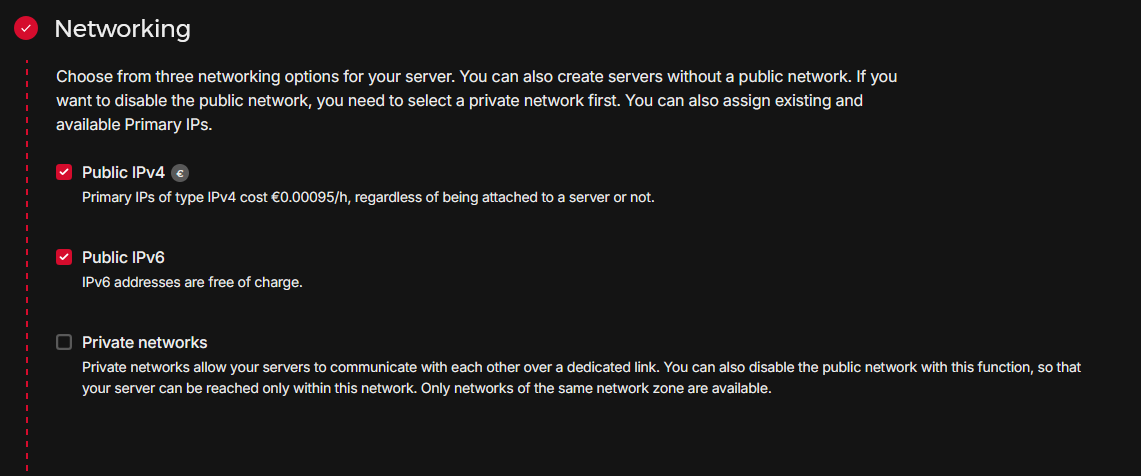 Networking
Choose from three networking options for your server. You can also create servers without a public network. If you
want to disable the public network, you need to select a private network first. You can also assign existing and
available Primary IPs.
Public IPv4 €
Primary IPs of type IPv4 cost €0.00095/h, regardless of being attached to a server or not.
Public IPv6
IPv6 addresses are free of charge.
Private networks
Private networks allow your servers to communicate with each other over a dedicated link. You can also disable the public network with this function, so that
your server can be reached only within this network. Only networks of the same network zone are available.